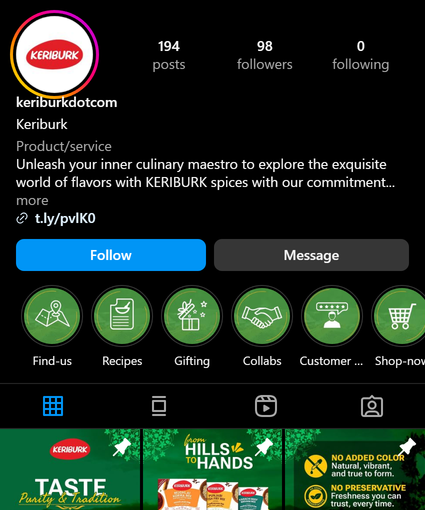 KERIBURK
194
98
0
posts
followers
following
keriburkdotcom
Keriburk
Product/service
Unleash your inner culinary maestro to explore the exquisite
world of flavors with KERIBURK spices with our commitment...
more
t.ly/pvlK0
Follow
Message
Find-us
Recipes
Gifting
Collabs
Customer ...
Shop-now
KERIBURK
TASTE
Purity & Tradition
from
HILLS
TO HANDS
KERIBURK
KERIBURK
KERIBURK
NO ADDED COLOR
Natural, vibrant,
and true to form.
NO PRESERVATIVE
Freshness you can
trust, every time.